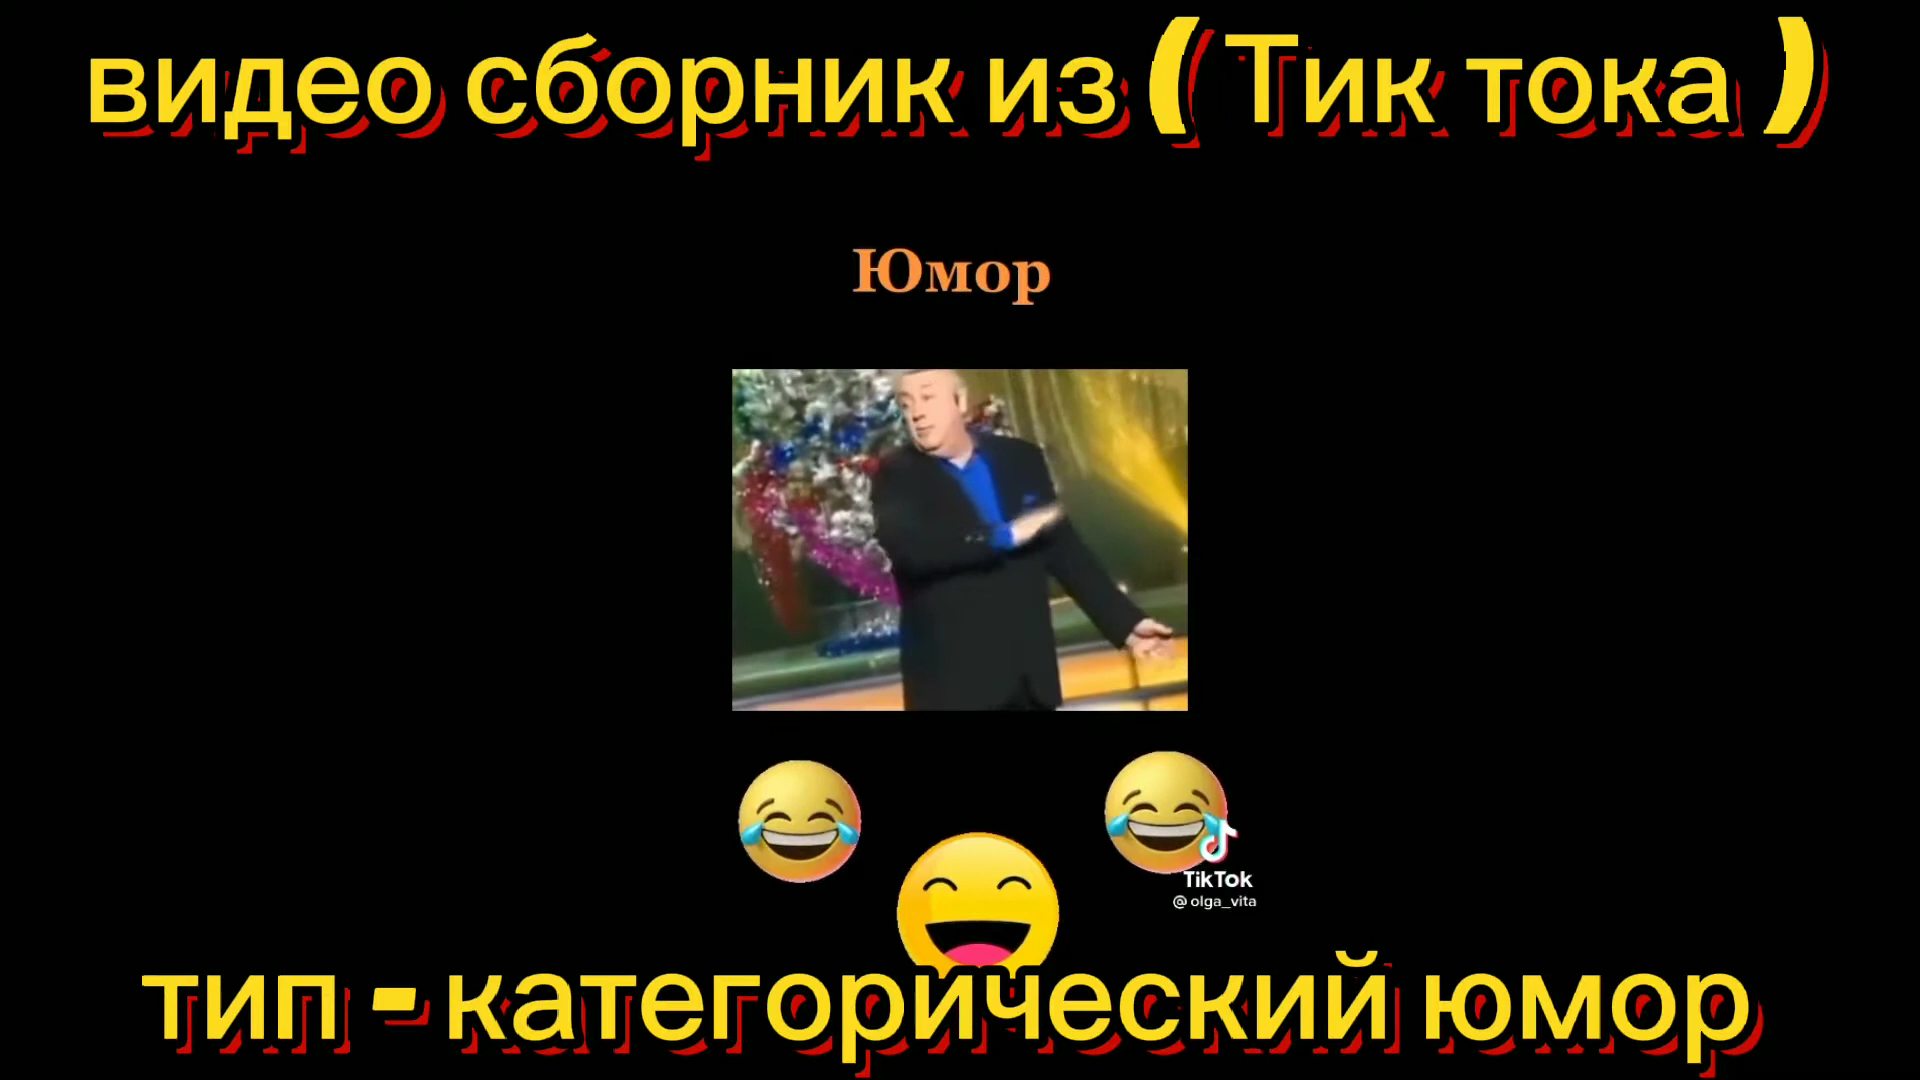 видео сборник из ( Тик тока )
Юмор
TikTok
@olga_vita
тип - категорический юмор